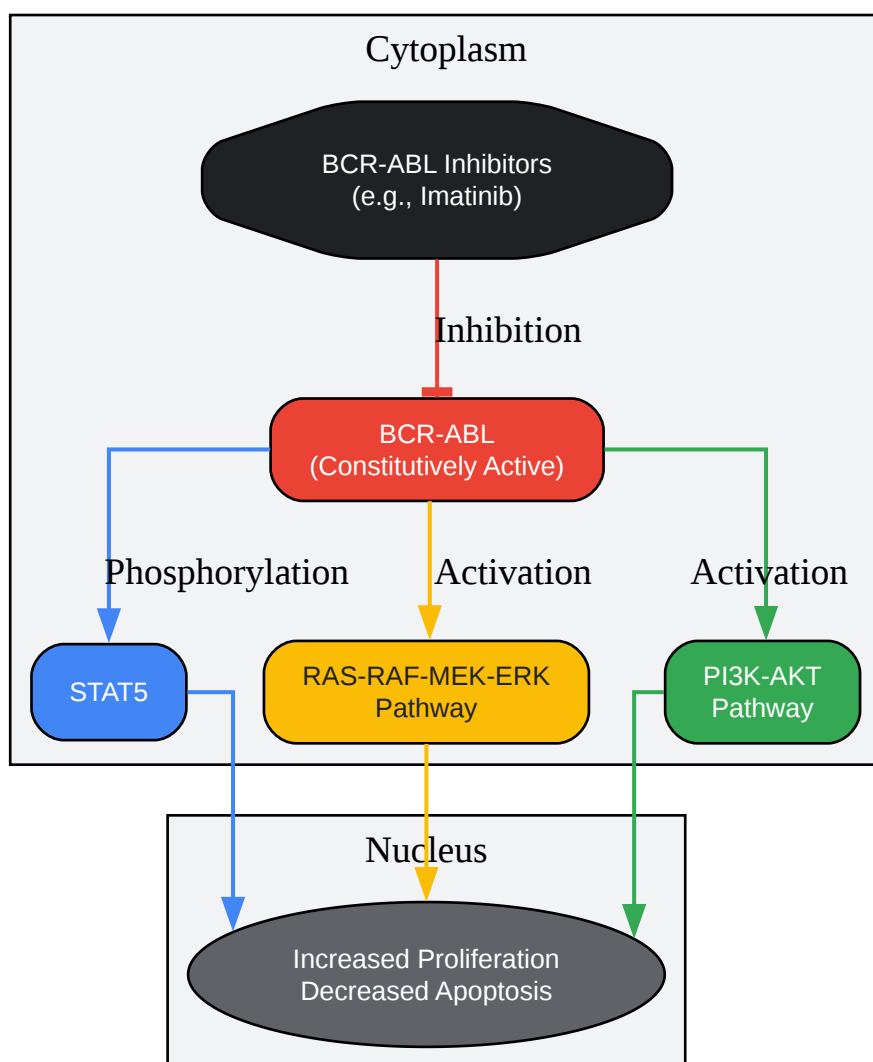 Cytoplasm
BCR-ABL Inhibitors
(e.g., Imatinib)
Inhibition
BCR-ABL
(Constitutively Active)
Phosphorylation
Activation
Activation
STAT5
RAS-RAF-MEK-ERK
Pathway
PI3K-AKT
Pathway
Nucleus
Increased Proliferation
Decreased Apoptosis